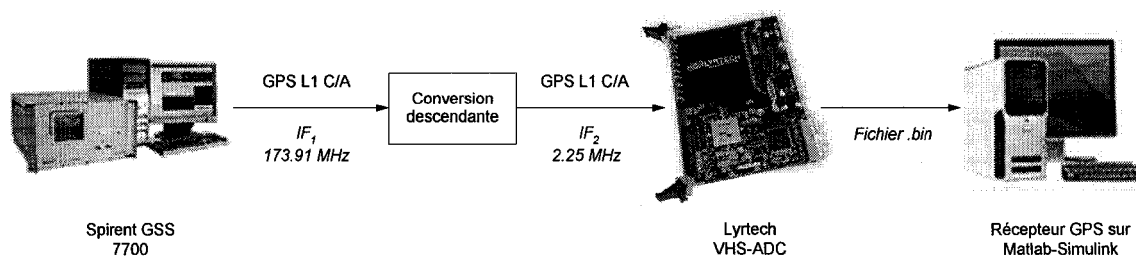 GPS L1 C/A
IF1
173.91 MHz
Conversion
descendante
GPS L1 C/A
IF2
2.25 MHz
Fichier .bin
Spirent GSS
7700
Lyrtech
VHS-ADC
Récepteur GPS sur
Matlab-Simulink